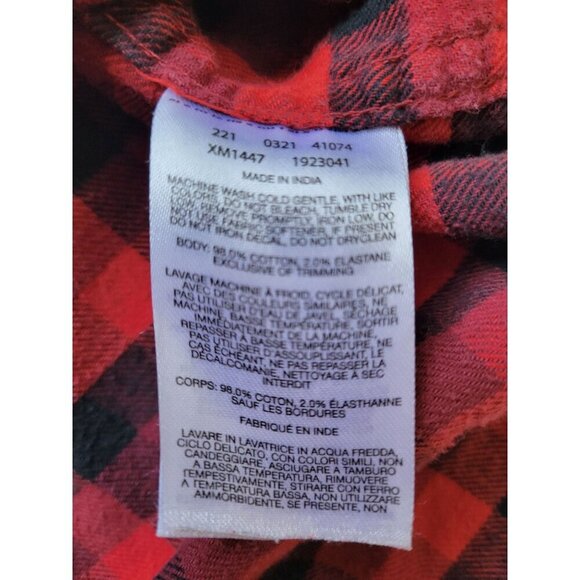 221 0321 41074
XM1447 1923041
MADE IN INDIA
MACHINE WASH COLD GENTLE, WITH LIKE
COLORS, DO NOT BLEACH, TUMBLE DRY
LOW, REMOVE PROMPTLY, IRON LOW, DO
NOT USE FABRIC SOFTENER, IF PRESENT,
DO NOT IRON DECAL, DO NOT DRYCLEAN
BODY: 98.0% COTTON, 2.0% ELASTANE
EXCLUSIVE OF TRIMMING
LAVAGE MACHINE À FROID, CYCLE DÉLICAT,
AVEC DES COULEURS SIMILAIRES, NE
PAS UTILISER D'EAU DE JAVEL, SÉCHAGE
MACHINE, BASSE TEMPÉRATURE, SORTIR
IMMÉDIATEMENT DE LA MACHINE,
REPASSER À BASSE TEMPÉRATURE, NE
PAS UTILISER D'ASSOUPLISSANT, LE
CAS ÉCHÉANT, NE PAS REPASSER LA
DÉCALCOMANIE, NETTOYAGE À SEC
INTERDIT
CORPS: 98.0% COTON, 2.0% ÉLASTHANNE
SAUF LES BORDURES
FABRIQUÉ EN INDE
LAVARE IN LAVATRICE IN ACQUA FREDDA,
CICLO DELICATO, CON COLORI SIMILI, NON
CANDEGGIARE, ASCIUGARE A TAMBURO
A BASSA TEMPERATURA, RIMUOVERE
TEMPESTIVAMENTE, STIRARE CON FERRO
A TEMPERATURA BASSA, NON UTILIZZARE
AMMORBIDENTE, SE PRESENTE, NON